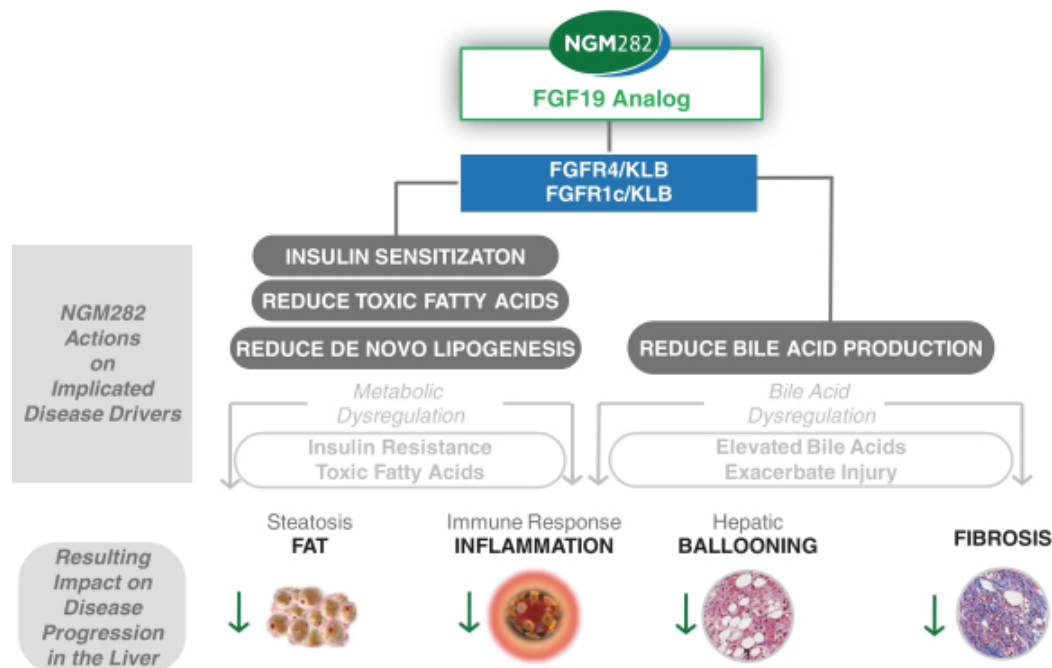 NGM282
FGF19 Analog
FGFR4/KLB
FGFR1c/KLB
INSULIN SENSITIZATON
REDUCE TOXIC FATTY ACIDS
REDUCE DE NOVO LIPOGENESIS
REDUCE BILE ACID PRODUCTION
NGM282
Actions
on
Implicated
Disease Drivers
Metabolic
Dysregulation
Insulin Resistance
Toxic Fatty Acids
Bile Acid
Dysregulation
Elevated Bile Acids
Exacerbate Injury
Resulting
Impact on
Disease
Progression
in the Liver
Steatosis
FAT
Immune Response
INFLAMMATION
Hepatic
BALLOONING
FIBROSIS